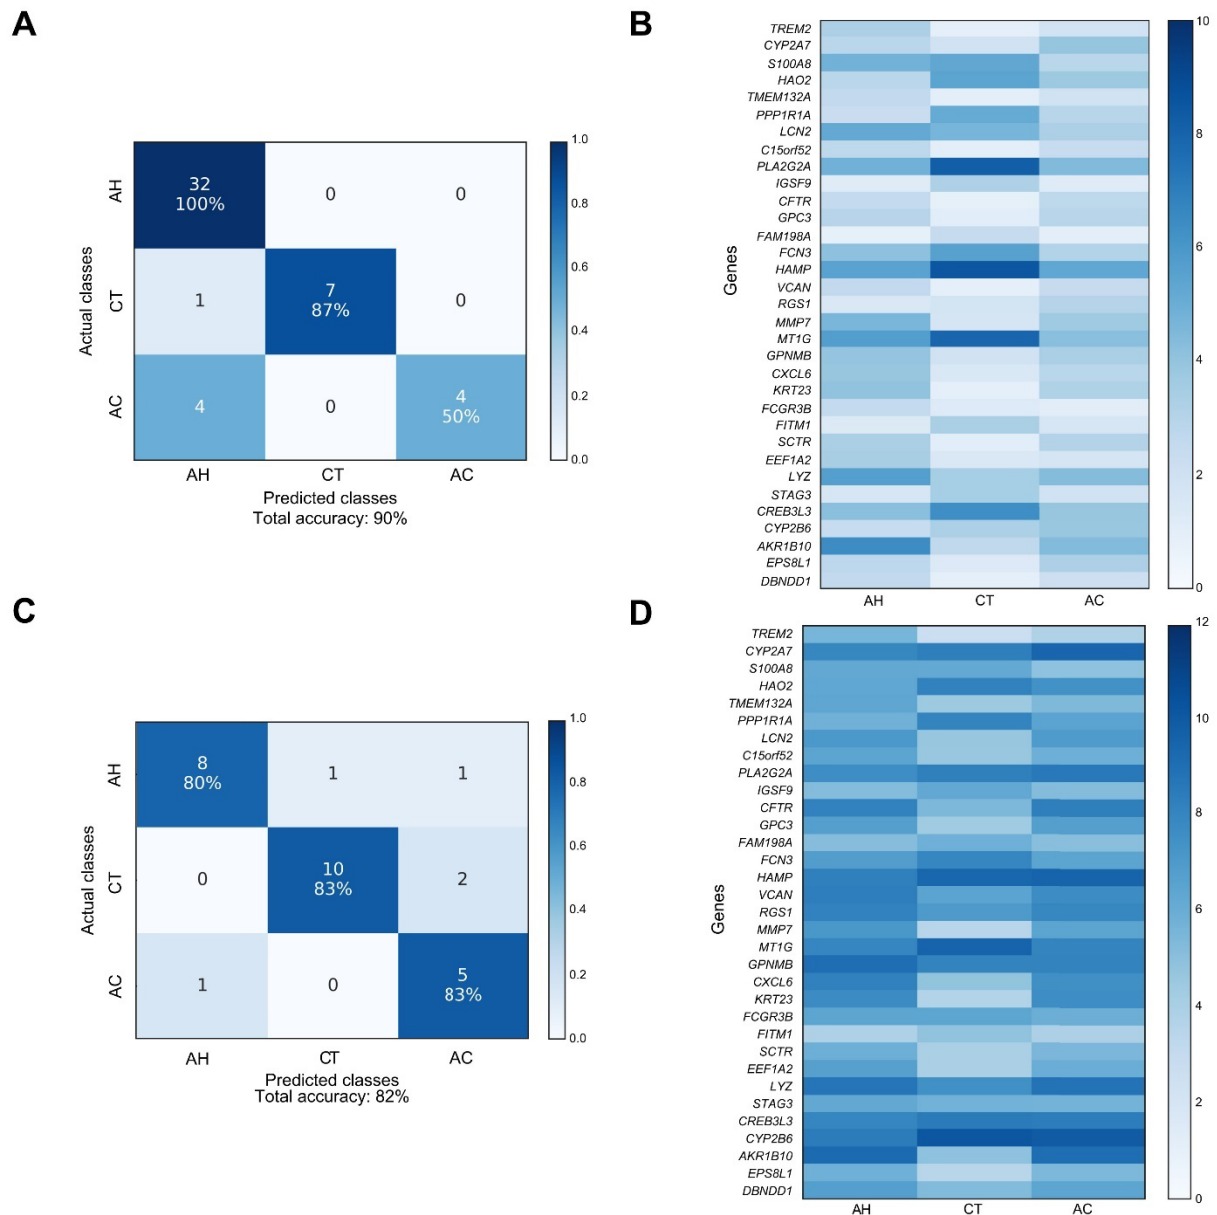 A
Actual classes
AH
CT
AC
32
100%
0
0
1
7
87%
0
4
0
4
50%
AH
CT
AC
Predicted classes
Total accuracy: 90%
1.0
0.8
0.6
0.4
0.2
0.0
B
Genes
TREM2
CYP2A7
S100A8
HAO2
TMEM132A
PPP1R1A
LCN2
C15orf52
PLA2G2A
IGSF9
CFTR
GPC3
FAM198A
FCN3
HAMP
VCAN
RGS1
MMP7
MT1G
GPNMB
CXCL6
KRT23
FCGR3B
FITM1
SCTR
EEF1A2
LYZ
STAG3
CREB3L3
CYP2B6
AKR1B10
EPS8L1
DBNDD1
AH
CT
AC
10
8
6
4
2
0
C
Actual classes
AH
CT
AC
8
80%
1
1
0
10
83%
2
1
0
5
83%
AH
CT
AC
Predicted classes
Total accuracy: 82%
1.0
0.8
0.6
0.4
0.2
0.0
D
Genes
TREM2
CYP2A7
S100A8
HAO2
TMEM132A
PPP1R1A
LCN2
C15orf52
PLA2G2A
IGSF9
CFTR
GPC3
FAM198A
FCN3
HAMP
VCAN
RGS1
MMP7
MT1G
GPNMB
CXCL6
KRT23
FCGR3B
FITM1
SCTR
EEF1A2
LYZ
STAG3
CREB3L3
CYP2B6
AKR1B10
EPS8L1
DBNDD1
AH
CT
AC
12
10
8
6
4
2
0